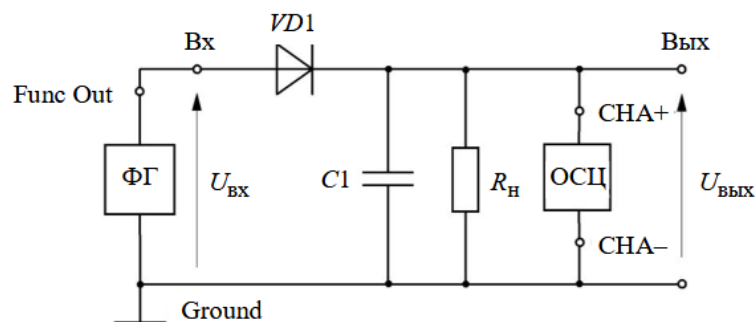 VD1
Вх
Вых
Func Out
CHA+
ФГ
Uвх
C1
Rн
ОСЦ
Uвых
CHA–
Ground